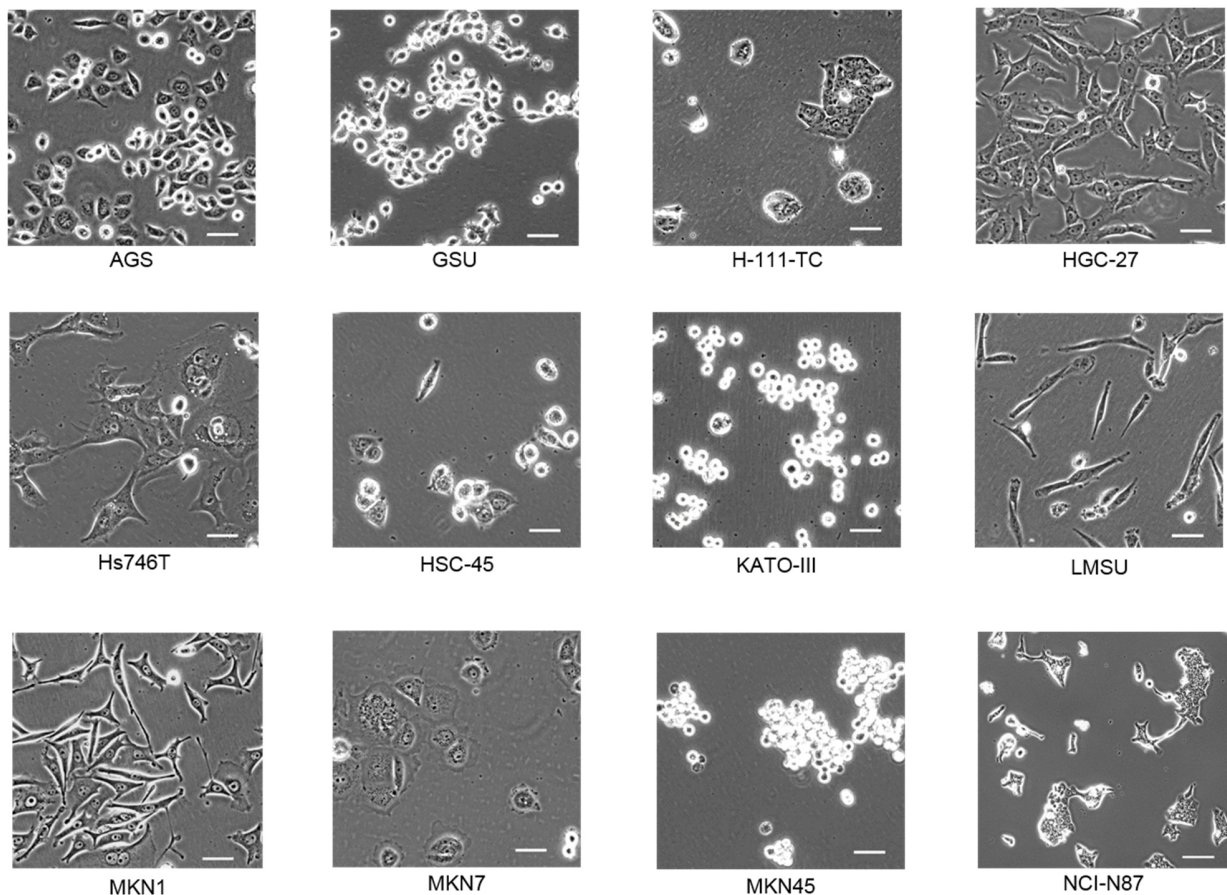 AGS
GSU
H-111-TC
HGC-27
Hs746T
HSC-45
KATO-III
LMSU
MKN1
MKN7
MKN45
NCI-N87